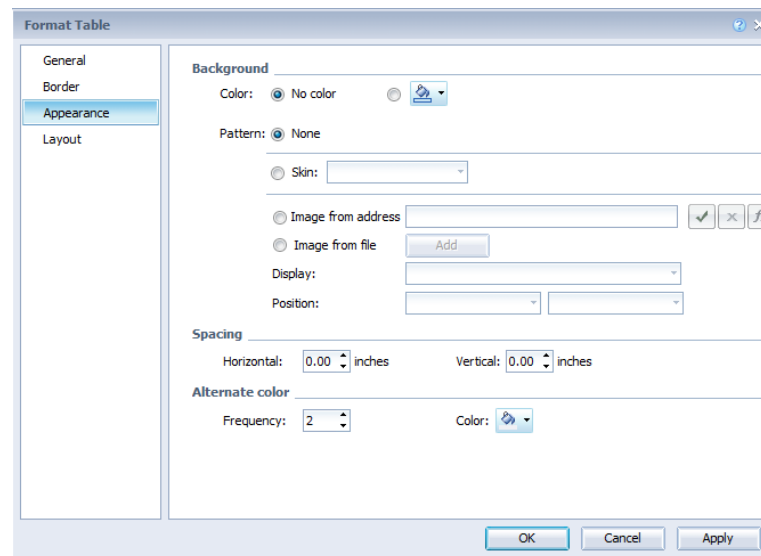 Format Table
General
Border
Appearance
Layout
Background
Color: No color
Pattern: None
Skin:
Image from address
Image from file Add
Display:
Position:
Spacing
Horizontal: 0.00 inches Vertical: 0.00 inches
Alternate color
Frequency: 2 Color:
OK Cancel Apply